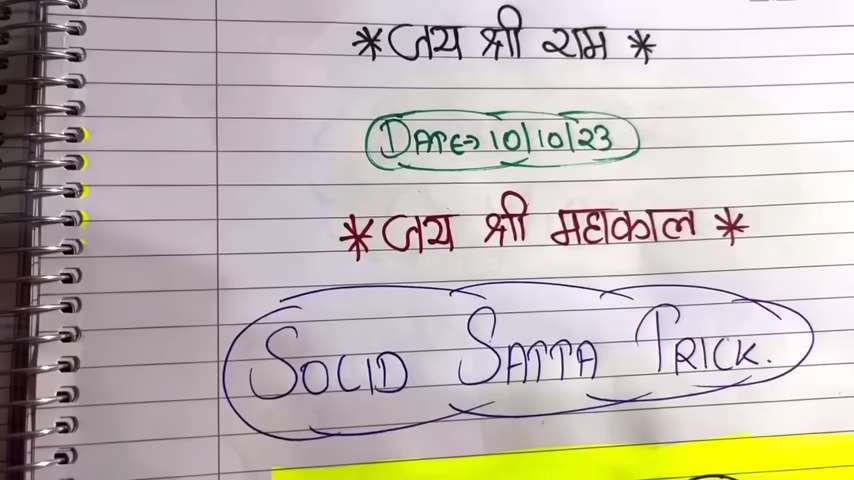 *जय श्री राम*
DATE→10/10/23
*जय श्री महाकाल*
SOLID SATTA TRICK.